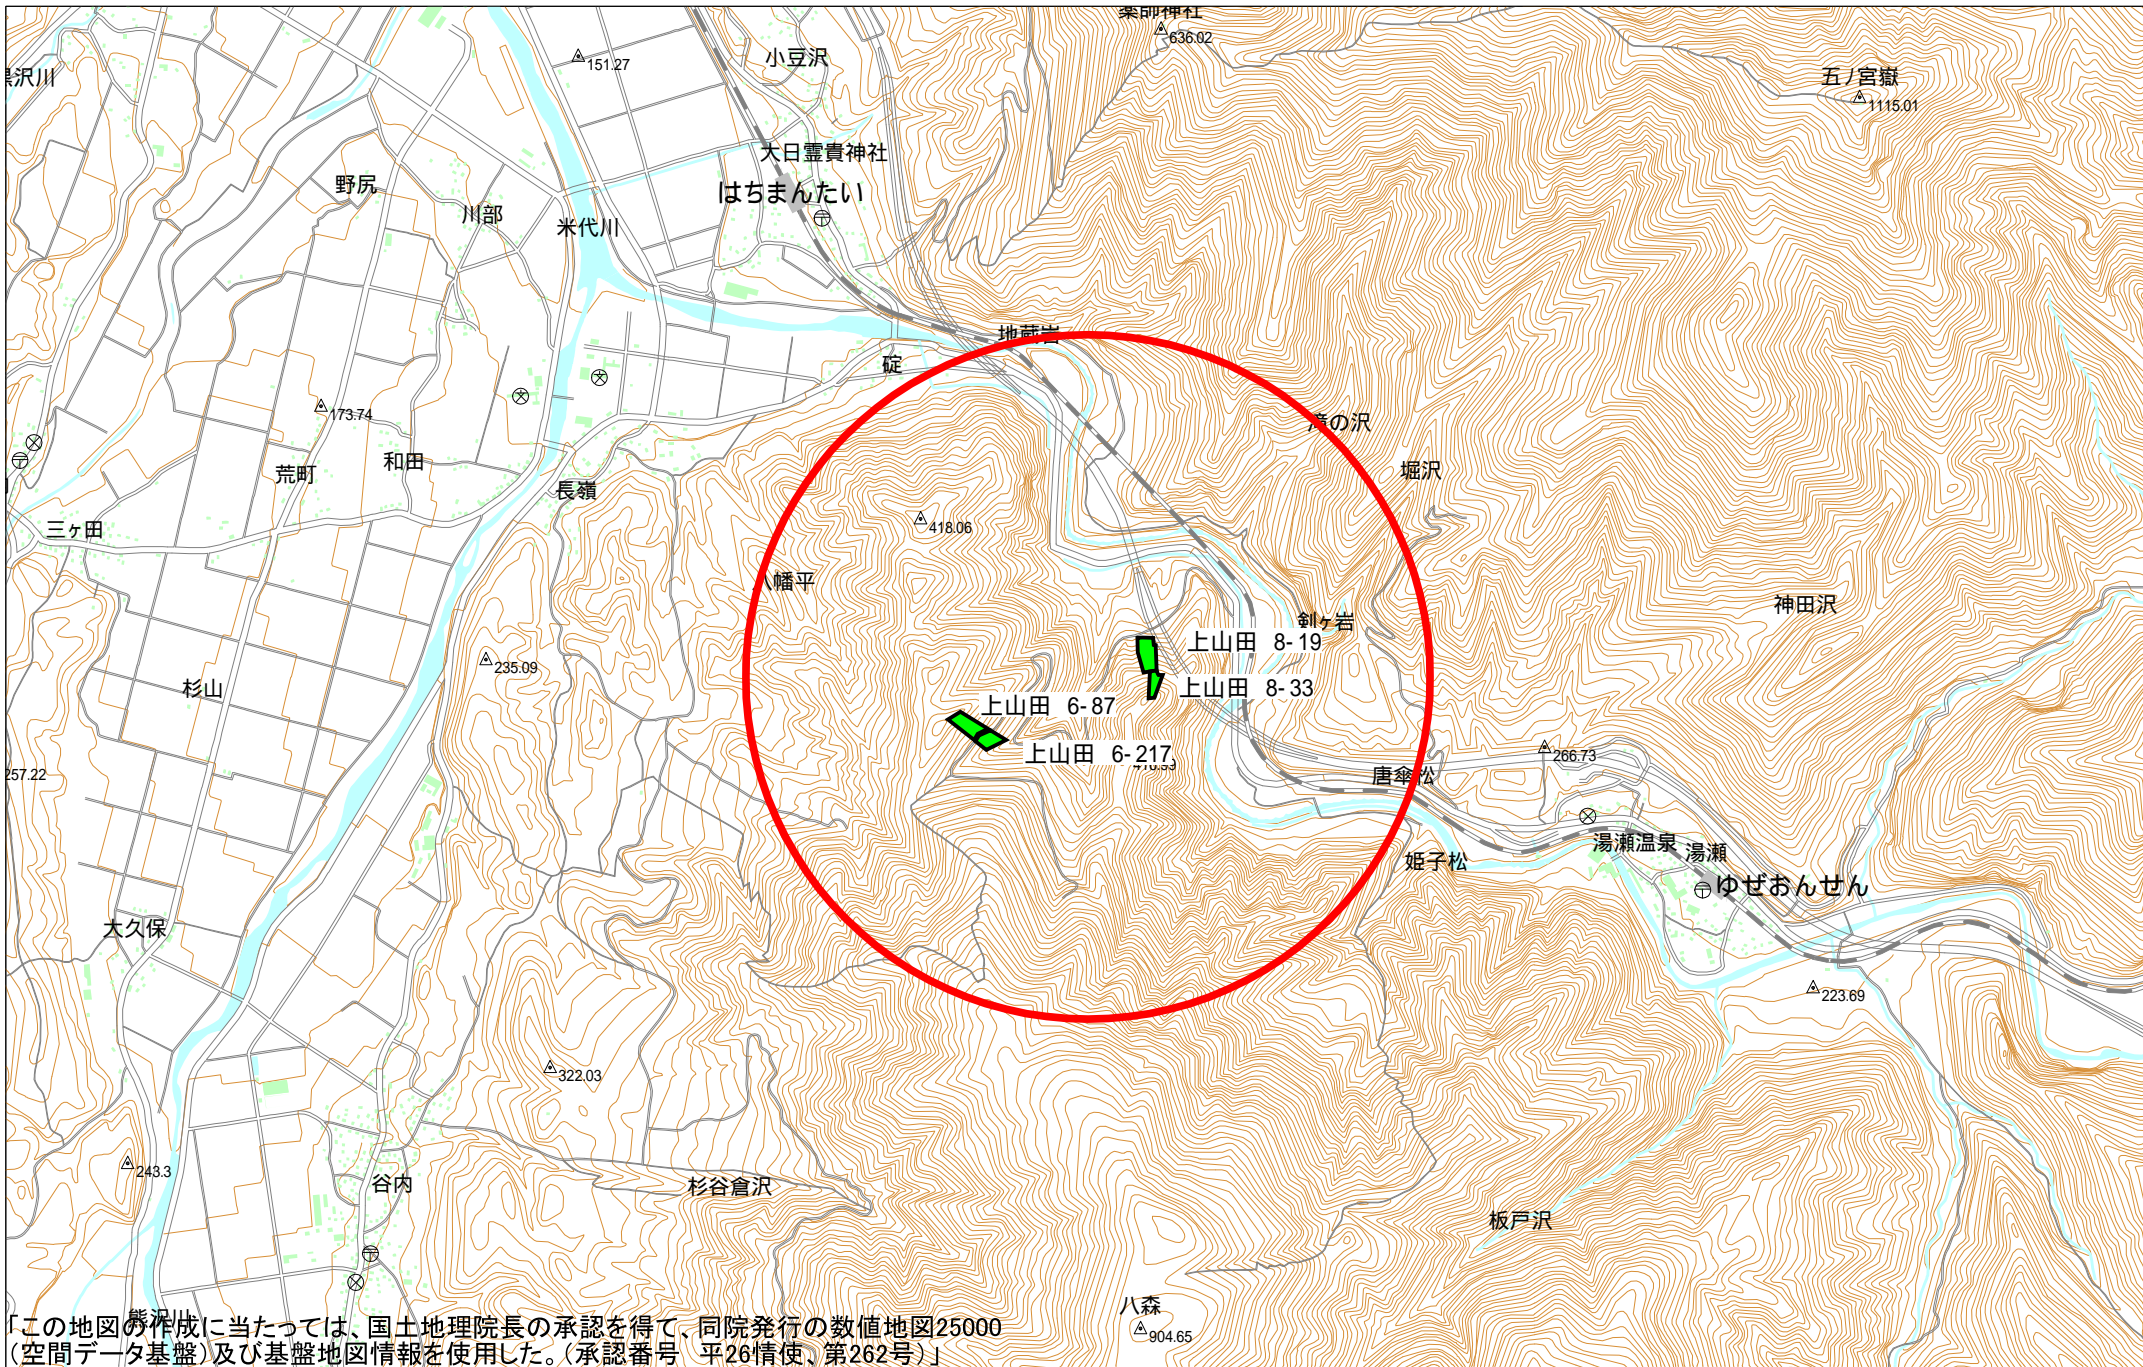 薬師神社
636.02
151.27
小豆沢
五ノ宮嶽
1115.01
黒沢川
大日霊貴神社
はちまんたい
野尻
川部
米代川
地蔵岩
碇
173.74
滝の沢
荒町
和田
堀沢
長嶺
三ヶ田
418.06
八幡平
神田沢
釼ヶ岩
上山田 8-19
235.09
杉山
上山田 8-33
上山田 6-87
上山田 6-217
257.22
唐傘松
266.73
湯瀬温泉
湯瀬
姫子松
ゆぜおんせん
大久保
223.69
322.03
243.3
谷内
杉谷倉沢
板戸沢
八森
904.65
熊沢川
「この地図の作成に当たっては、国土地理院長の承認を得て、同院発行の数値地図25000
(空間データ基盤)及び基盤地図情報を使用した。(承認番号 平26情使、第262号)」